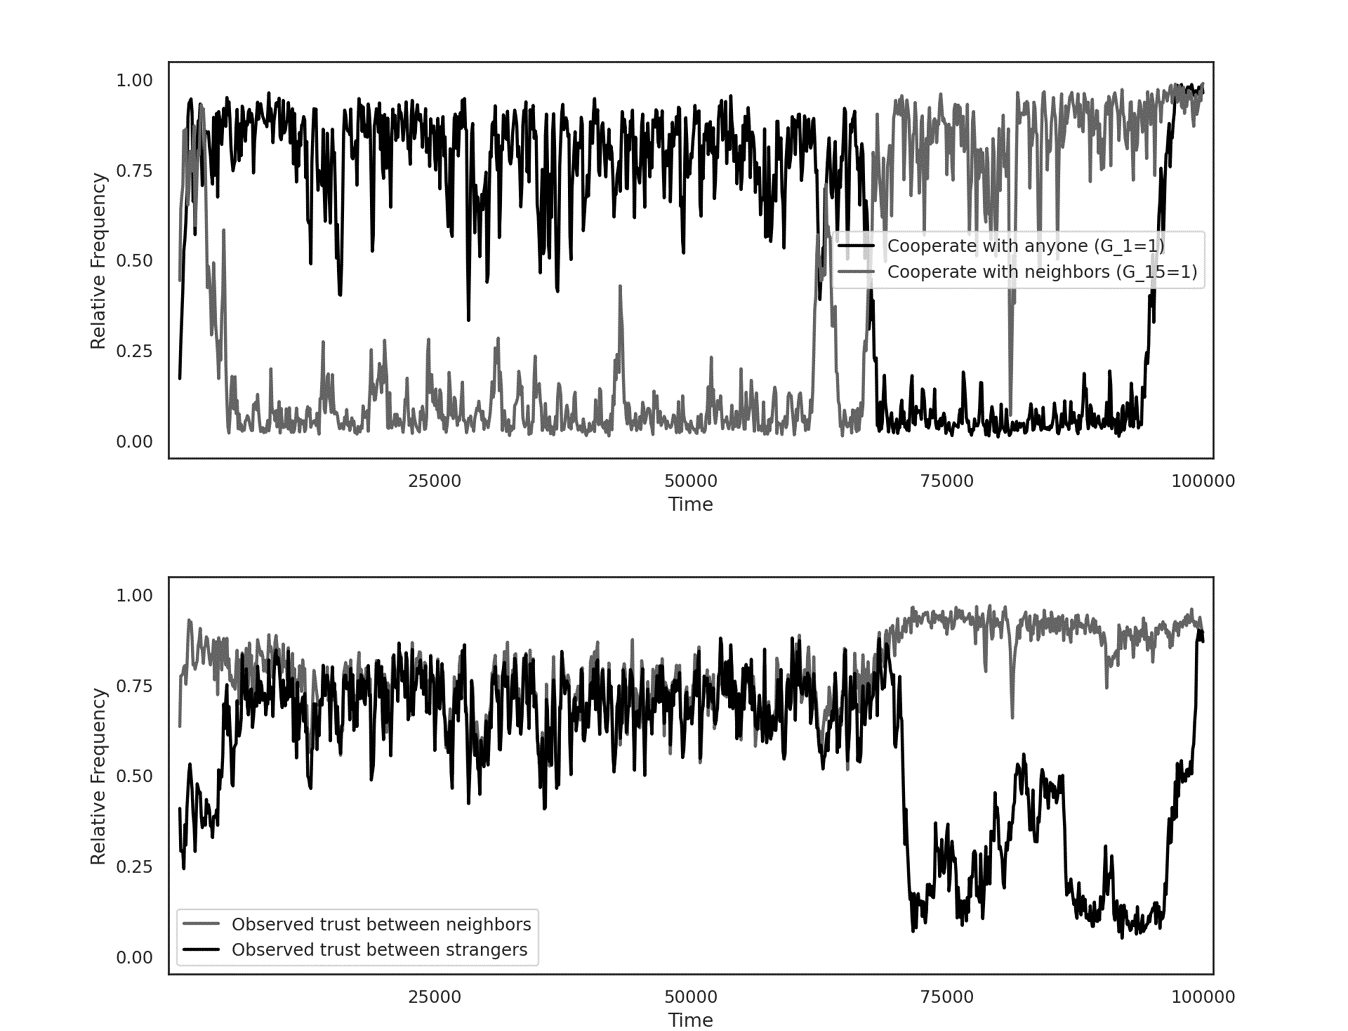 1.00
0.75
0.50
0.25
0.00
Relative Frequency
Cooperate with anyone (G_1=1)
Cooperate with neighbors (G_15=1)
25000 50000 75000 100000
Time
1.00
0.75
0.50
0.25
0.00
Relative Frequency
Observed trust between neighbors
Observed trust between strangers
25000 50000 75000 100000
Time